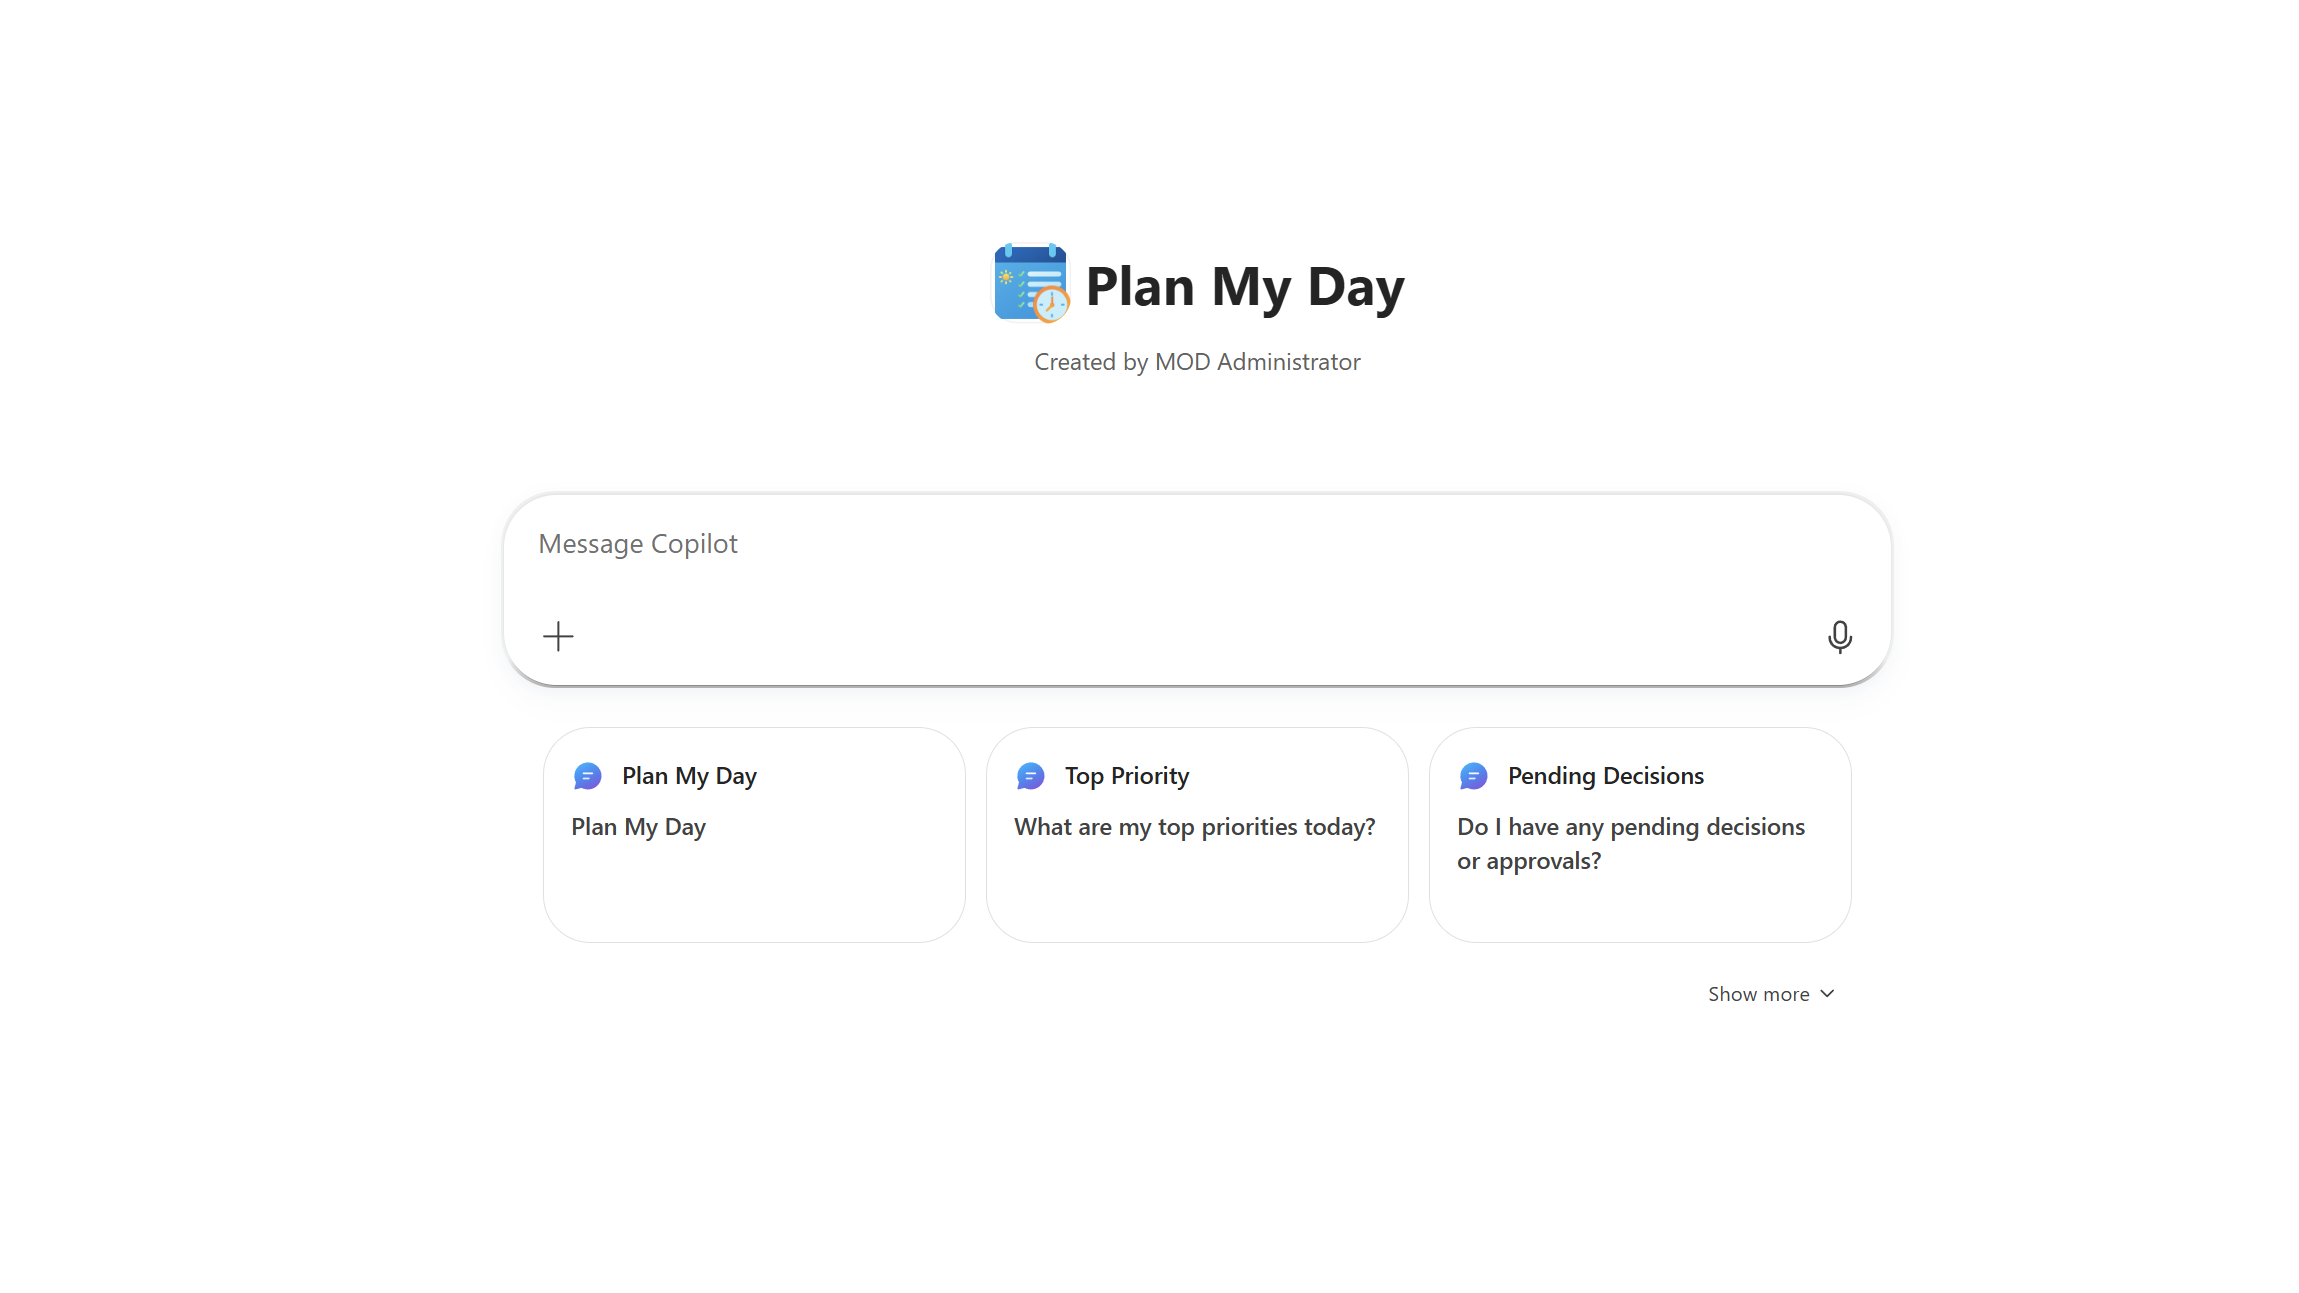 Plan My Day
Created by MOD Administrator
Message Copilot
Plan My Day
Plan My Day
Top Priority
What are my top priorities today?
Pending Decisions
Do I have any pending decisions
or approvals?
Show more